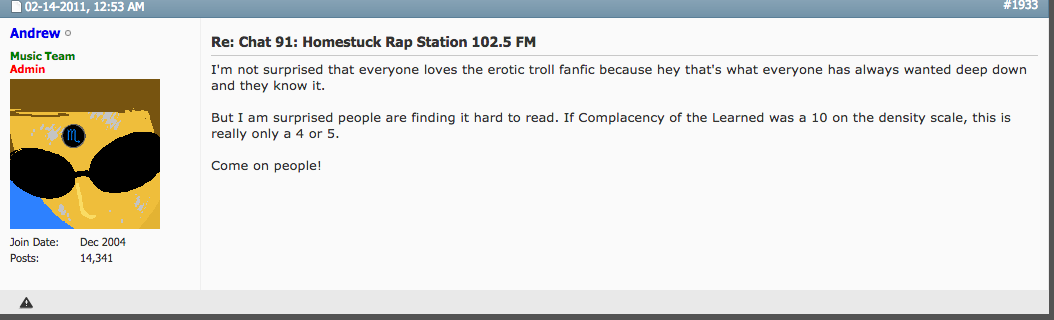 02-14-2011, 12:53 AM #1933
Andrew
Music Team
Admin
♏
Join Date: Dec 2004
Posts: 14,341
Re: Chat 91: Homestuck Rap Station 102.5 FM
I'm not surprised that everyone loves the erotic troll fanfic because hey that's what everyone has always wanted deep down
and they know it.
But I am surprised people are finding it hard to read. If Complacency of the Learned was a 10 on the density scale, this is
really only a 4 or 5.
Come on people!